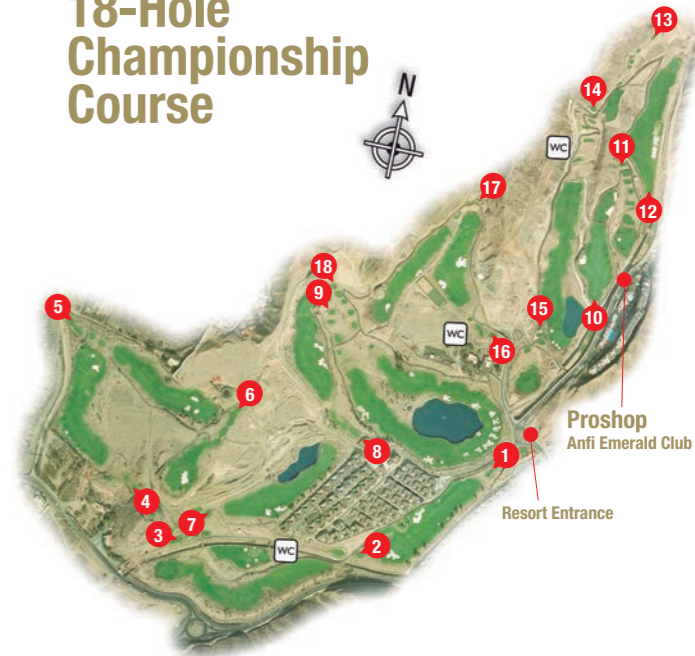 18-Hole
Championship
Course
N
13
14
WC
11
17
12
18
5
9
15
10
WC
16
6
Proshop
Anfi Emerald Club
8
1
4
Resort Entrance
7
3
2
WC